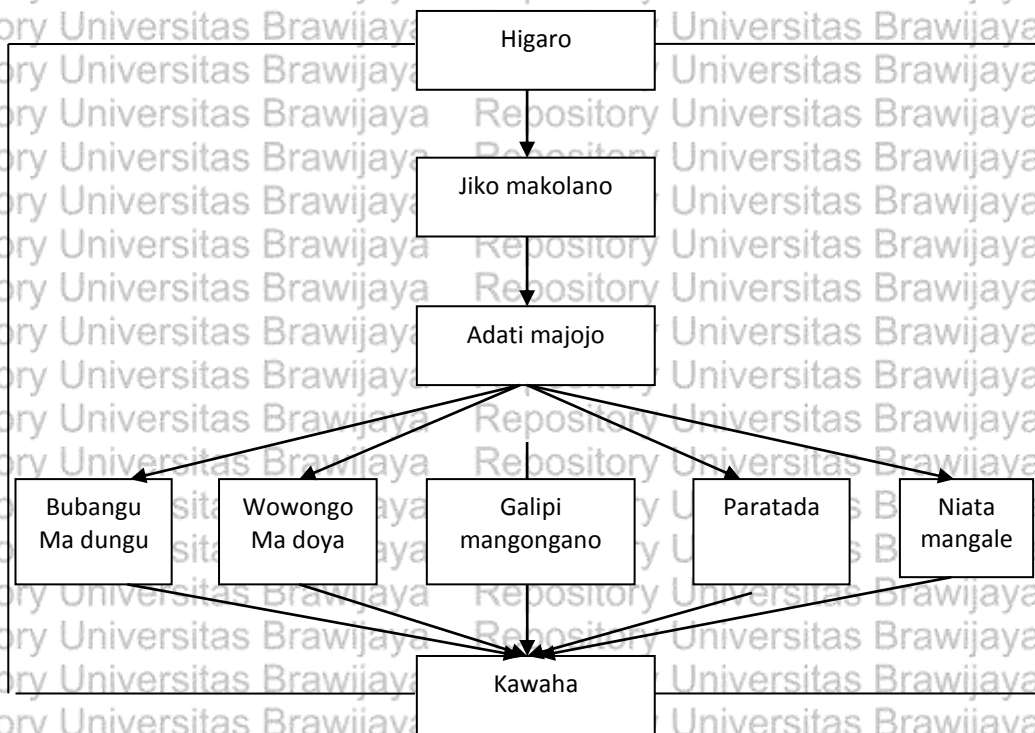 Higaro
Jiko makolano
Adati majojo
Bubangu
Ma dungu
Wowongo
Ma doya
Galipi
mangongano
Paratada
Niata
mangale
Kawaha